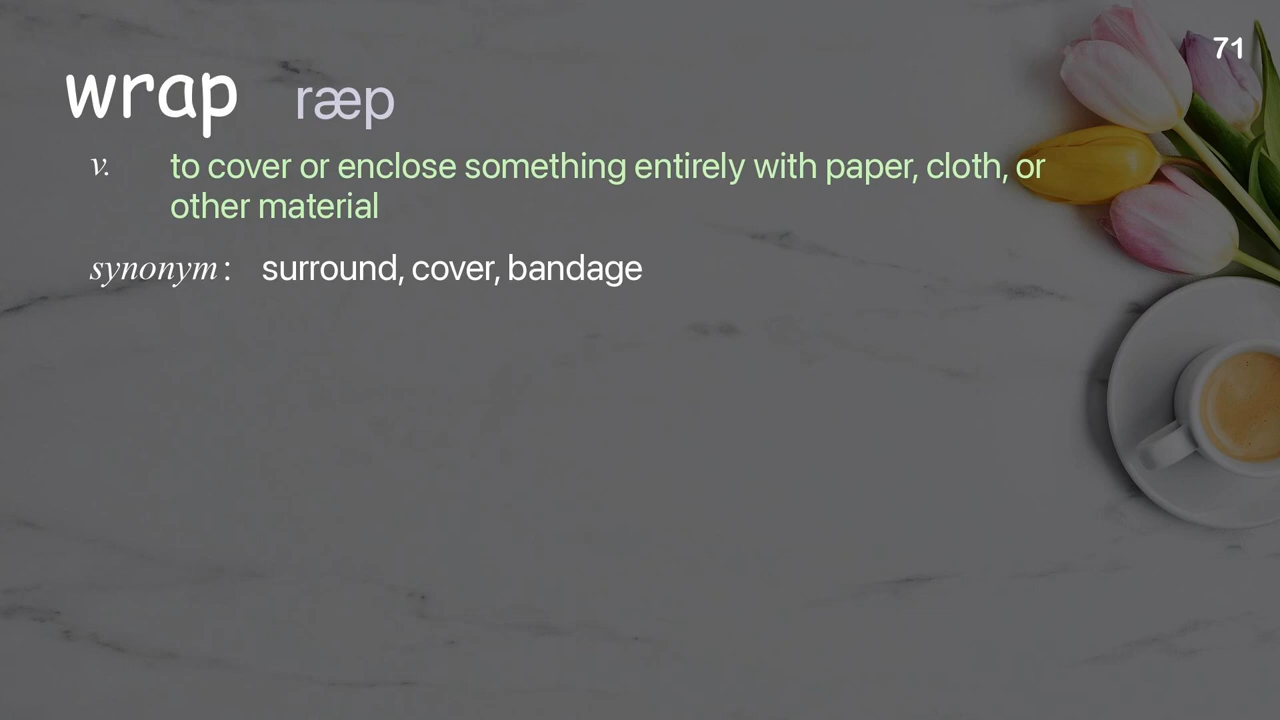 71
wrap ræp
v. to cover or enclose something entirely with paper, cloth, or
other material
synonym : surround, cover, bandage